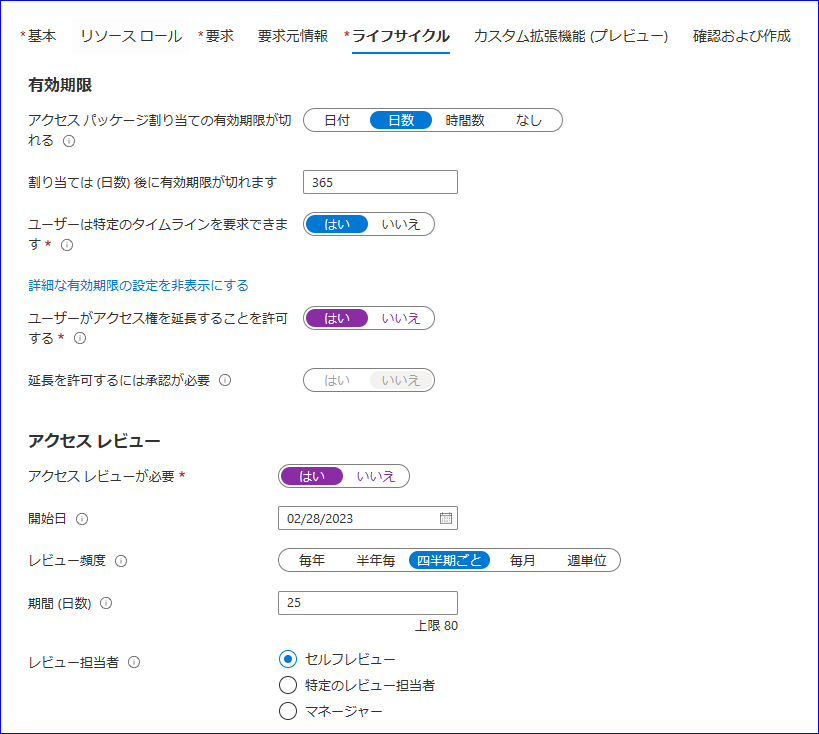 *基本 リソース ロール *要求 要求元情報 *ライフサイクル カスタム拡張機能 (プレビュー) 確認および作成
有効期限
アクセス パッケージ割り当ての有効期限が切 日付 日数 時間数 なし
れる
割り当ては (日数) 後に有効期限が切れます 365
ユーザーは特定のタイムラインを要求できま はい いいえ
す *
詳細な有効期限の設定を非表示にする
ユーザーがアクセス権を延長することを許可 はい いいえ
する *
延長を許可するには承認が必要 はい いいえ
アクセス レビュー
アクセス レビューが必要 * はい いいえ
開始日 02/28/2023
レビュー頻度 毎年 半年毎 四半期ごと 毎月 週単位
期間 (日数) 25
上限 80
レビュー担当者 セルフレビュー
特定のレビュー担当者
マネージャー